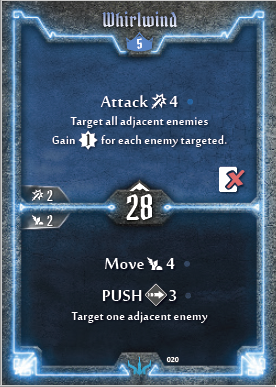 Whirlwind
5
Attack 4
Target all adjacent enemies
Gain for each enemy targeted.
2
28
2
Move 4
PUSH 3
Target one adjacent enemy
020